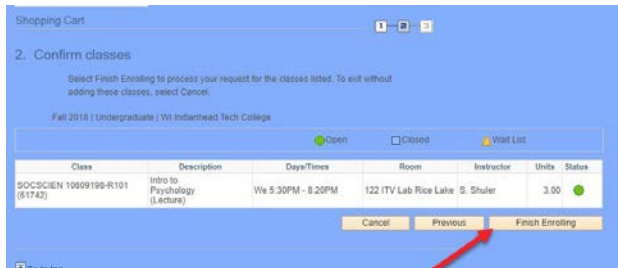 Shopping Cart
1 2 3
2. Confirm classes
Select Finish Enrolling to process your request for the classes listed. To exit without
adding these classes, select Cancel.
Fall 2018 | Undergraduate | WI Indianhead Tech College
Open Closed Wait List
Class Description Days/Times Room Instructor Units Status
SOCSCIEN 10809198-R101
(61742)
Intro to
Psychology
(Lecture)
We 5:30PM - 8:20PM
122 ITV Lab Rice Lake
S. Shuler
3.00
Cancel Previous Finish Enrolling
Go to top